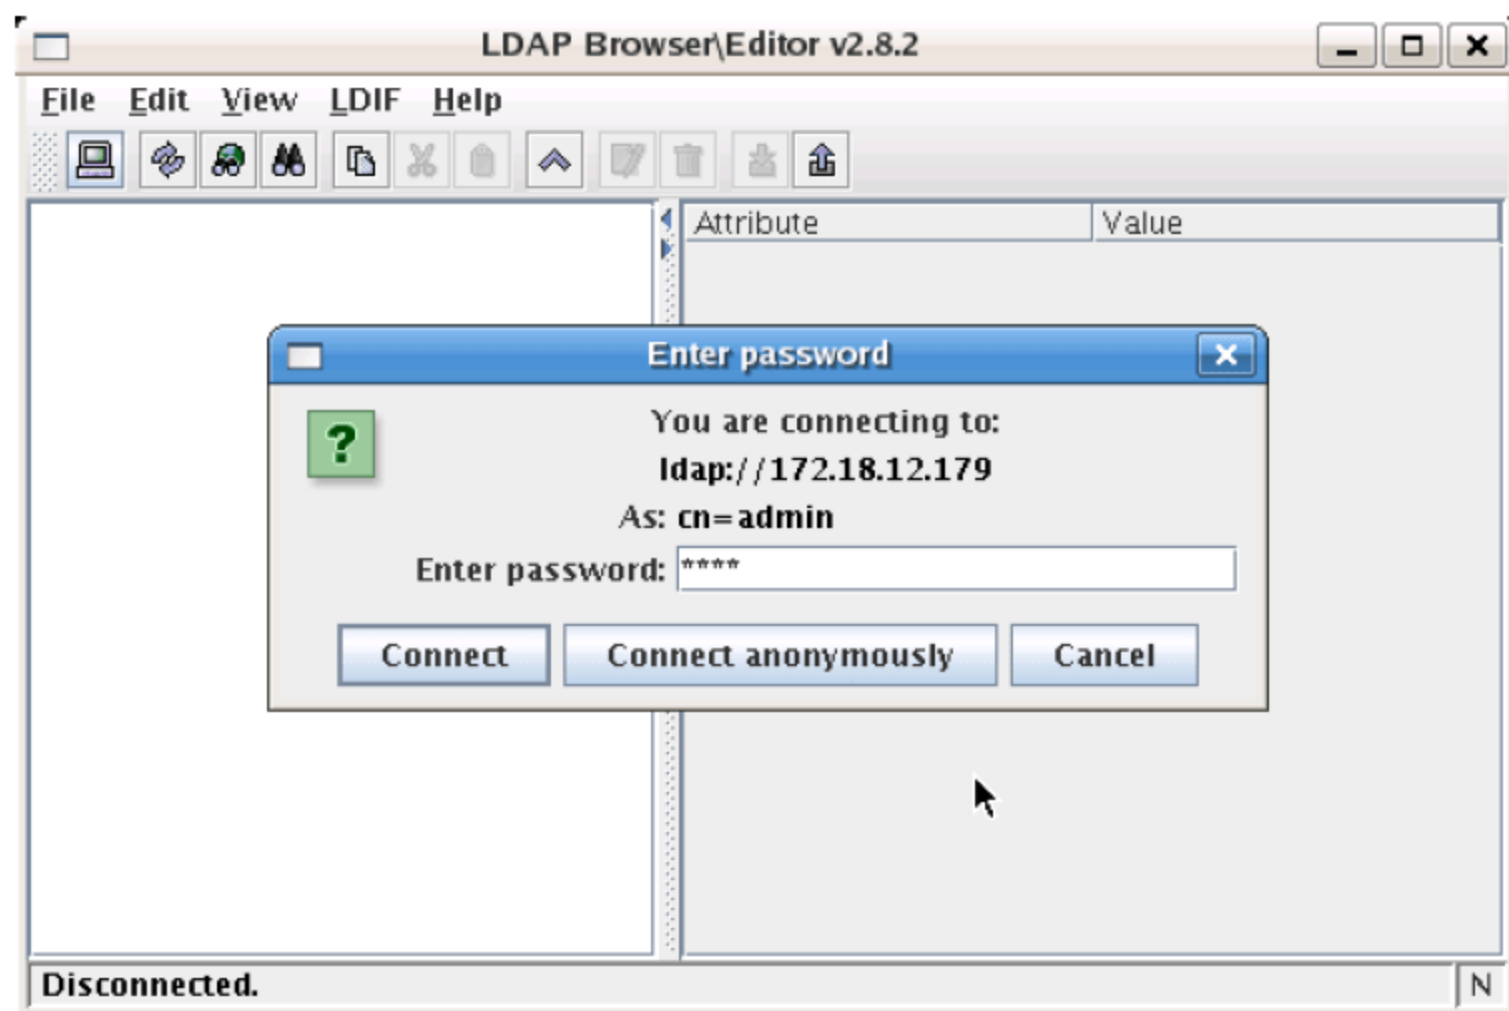 LDAP Browser\Editor v2.8.2
File Edit View LDIF Help
Attribute Value
Enter password
?
You are connecting to:
ldap://172.18.12.179
As: cn=admin
Enter password: ****
Connect Connect anonymously Cancel
Disconnected. N